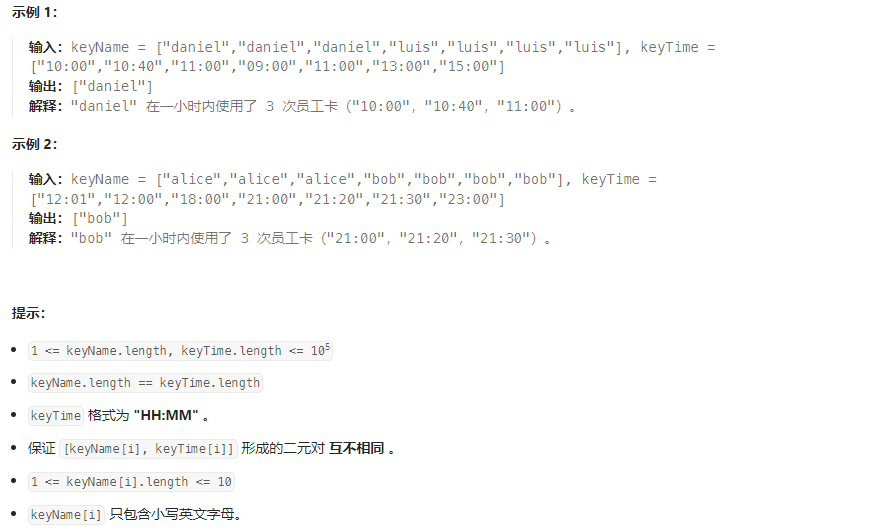 示例 1：
输入：keyName = ["daniel","daniel","daniel","luis","luis","luis","luis"], keyTime =
["10:00","10:40","11:00","09:00","11:00","13:00","15:00"]
输出：["daniel"]
解释："daniel" 在一小时内使用了 3 次员工卡（"10:00"，"10:40"，"11:00"）。
示例 2：
输入：keyName = ["alice","alice","alice","bob","bob","bob","bob"], keyTime =
["12:01","12:00","18:00","21:00","21:20","21:30","23:00"]
输出：["bob"]
解释："bob" 在一小时内使用了 3 次员工卡（"21:00"，"21:20"，"21:30"）。
提示：
• 1 <= keyName.length, keyTime.length <= 10⁵
• keyName.length == keyTime.length
• keyTime 格式为 "HH:MM" 。
• 保证 [keyName[i], keyTime[i]] 形成的二元对 互不相同 。
• 1 <= keyName[i].length <= 10
• keyName[i] 只包含小写英文字母。